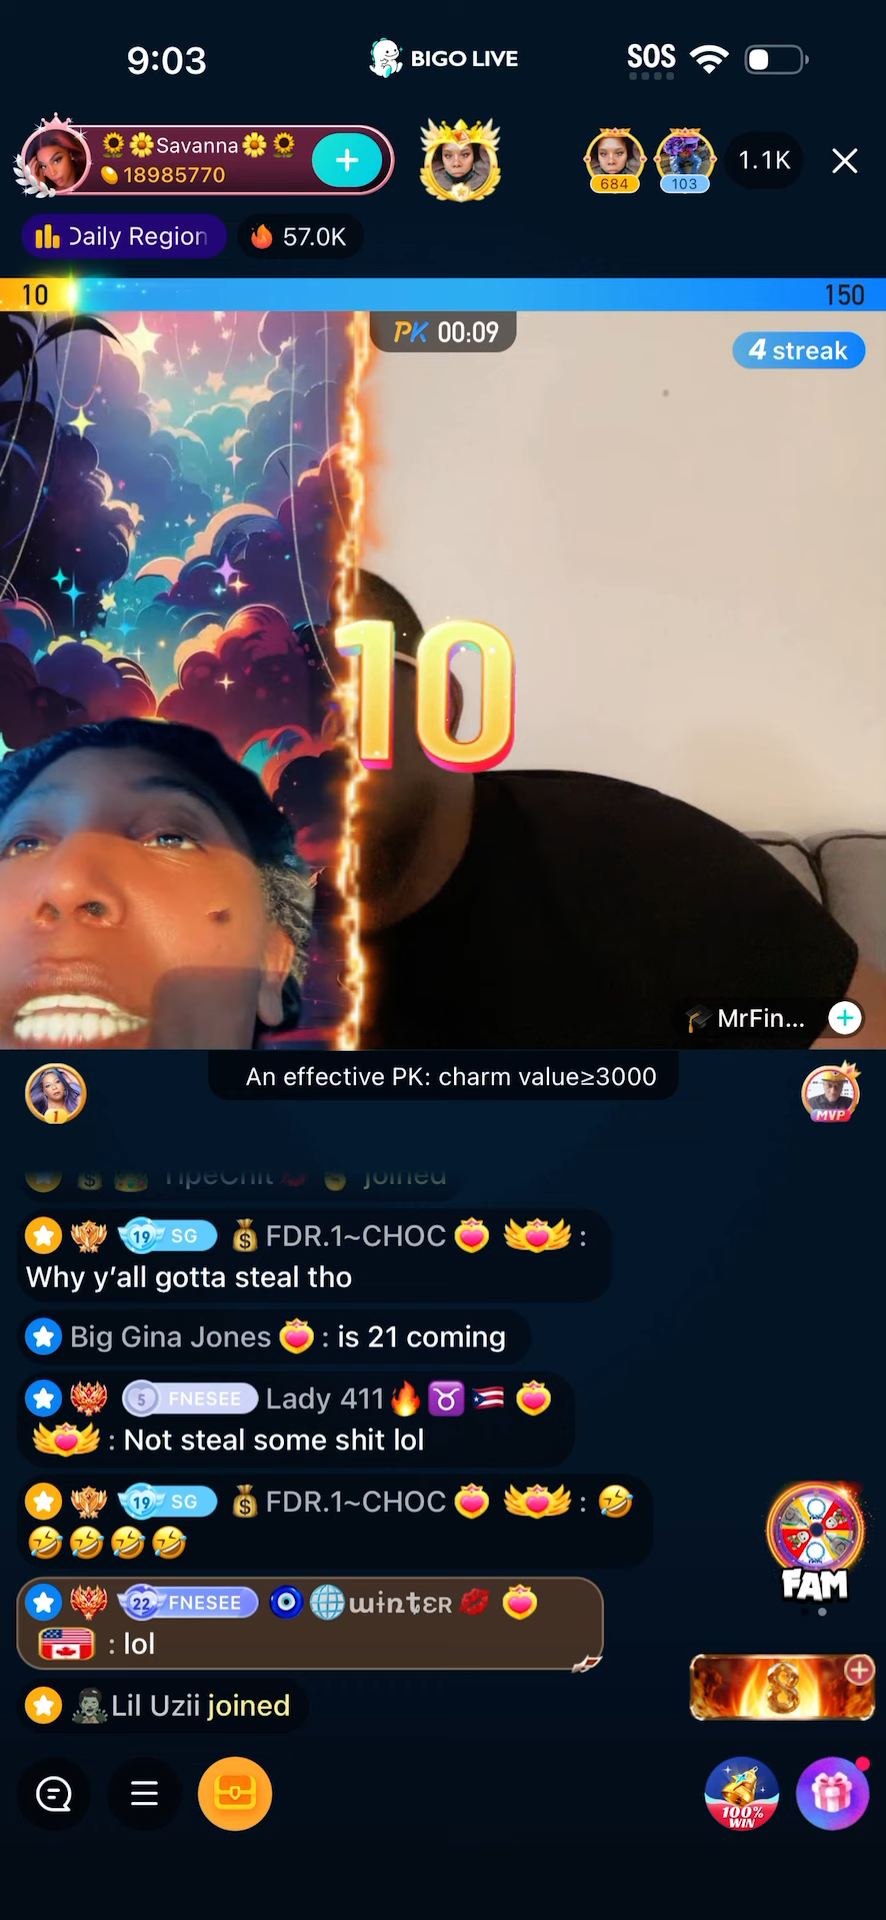 9:03
BIGO LIVE
SOS
🌻🌼Savanna🌼🌻
18985770
684
103
1.1K
Daily Region
57.0K
10
150
PK 00:09
4 streak
10
MrFin...
An effective PK: charm value≥3000
1
MVP
joined
19 SG 💰FDR.1~CHOC :
Why y'all gotta steal tho
Big Gina Jones : is 21 coming
5 FNESEE Lady 411🔥♉🇵🇷
: Not steal some shit lol
19 SG 💰FDR.1~CHOC : 🤣
🤣🤣🤣🤣
22 FNESEE 🧿🌐wintεʀ💋
: lol
Lil Uzii joined
FAM
8
100%
WIN